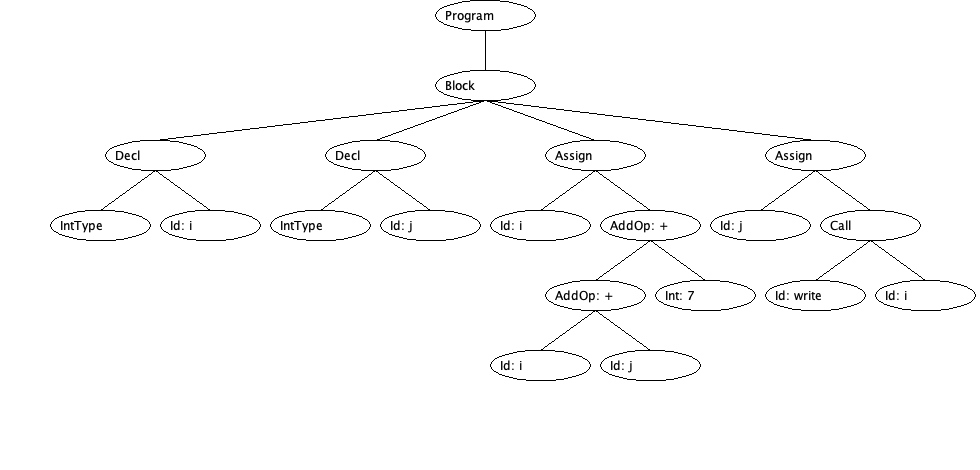 Program
Block
Decl
Decl
Assign
Assign
IntType
Id: i
IntType
Id: j
Id: i
AddOp: +
Id: j
Call
AddOp: +
Int: 7
Id: write
Id: i
Id: i
Id: j